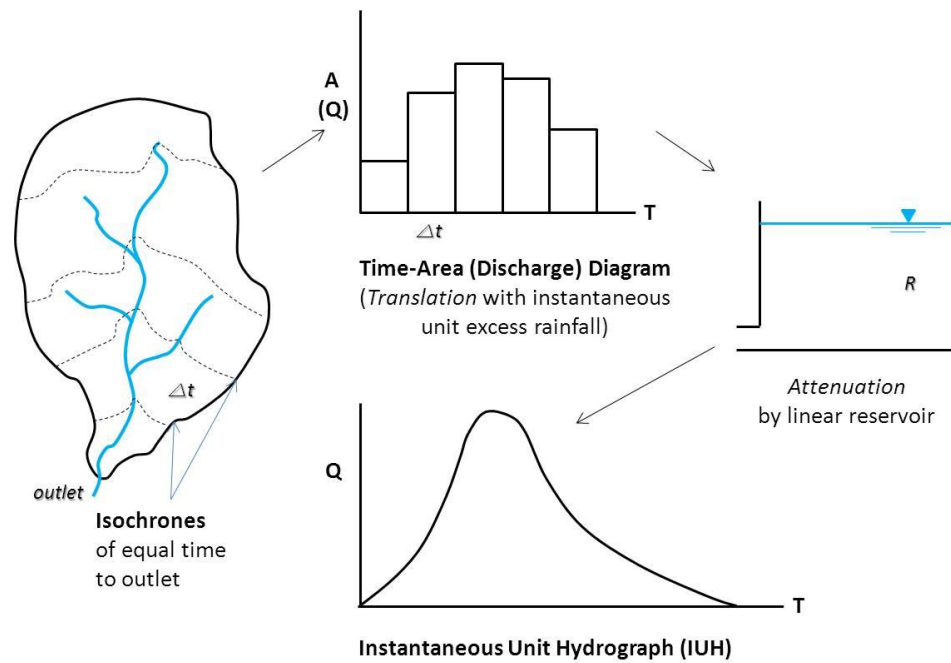 A
(Q)
T
Δt
Time-Area (Discharge) Diagram
(Translation with instantaneous
unit excess rainfall)
R
Attenuation
by linear reservoir
Δt
outlet
Isochrones
of equal time
to outlet
Q
T
Instantaneous Unit Hydrograph (IUH)